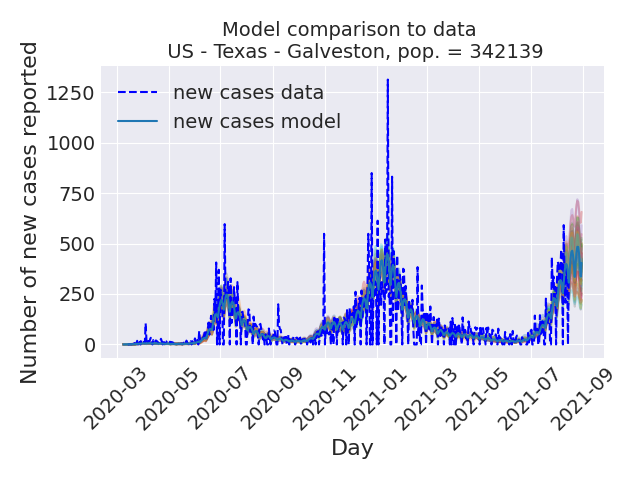 Model comparison to data
US - Texas - Galveston, pop. = 342139
Number of new cases reported
1250
1000
750
500
250
0
new cases data
new cases model
2020-03
2020-05
2020-07
2020-09
2020-11
2021-01
2021-03
2021-05
2021-07
2021-09
Day